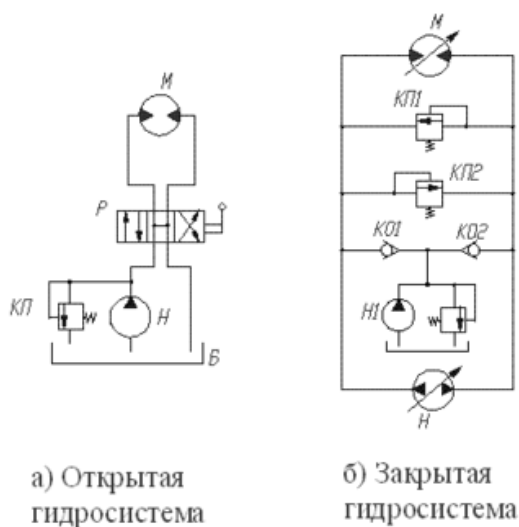 М
М
КП1
Р
КП2
КО1 КО2
КП
Н
Н1
Б
Н
а) Открытая
гидросистема
б) Закрытая
гидросистема